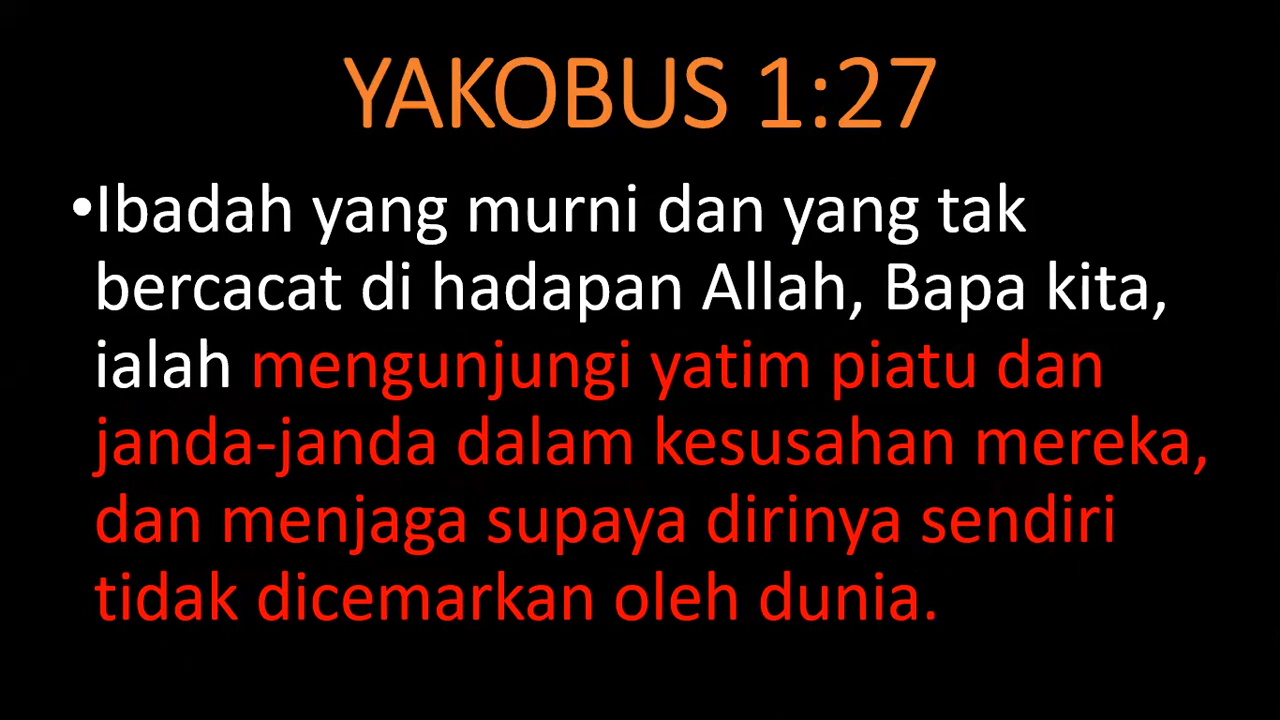 YAKOBUS 1:27
•Ibadah yang murni dan yang tak
bercacat di hadapan Allah, Bapa kita,
ialah mengunjungi yatim piatu dan
janda-janda dalam kesusahan mereka,
dan menjaga supaya dirinya sendiri
tidak dicemarkan oleh dunia.